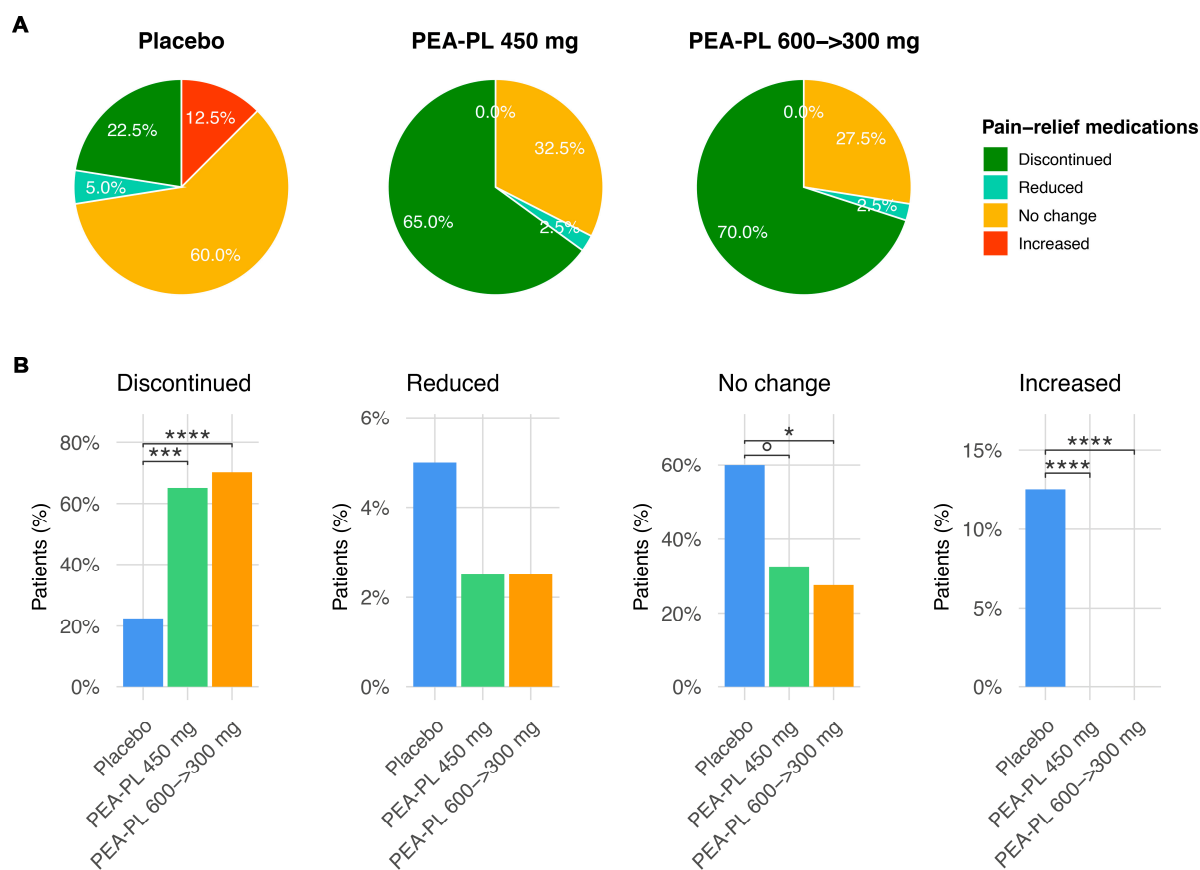 A
Placebo
PEA-PL 450 mg
PEA-PL 600−>300 mg
12.5%
22.5%
5.0%
60.0%
0.0%
32.5%
2.5%
65.0%
0.0%
27.5%
2.5%
70.0%
Pain−relief medications
Discontinued
Reduced
No change
Increased
B
Discontinued
Patients (%)
80%
60%
40%
20%
0%
****
***
Placebo
PEA-PL 450 mg
PEA-PL 600−>300 mg
Reduced
Patients (%)
6%
4%
2%
0%
Placebo
PEA-PL 450 mg
PEA-PL 600−>300 mg
No change
Patients (%)
60%
40%
20%
0%
*
°
Placebo
PEA-PL 450 mg
PEA-PL 600−>300 mg
Increased
Patients (%)
15%
10%
5%
0%
****
****
Placebo
PEA-PL 450 mg
PEA-PL 600−>300 mg